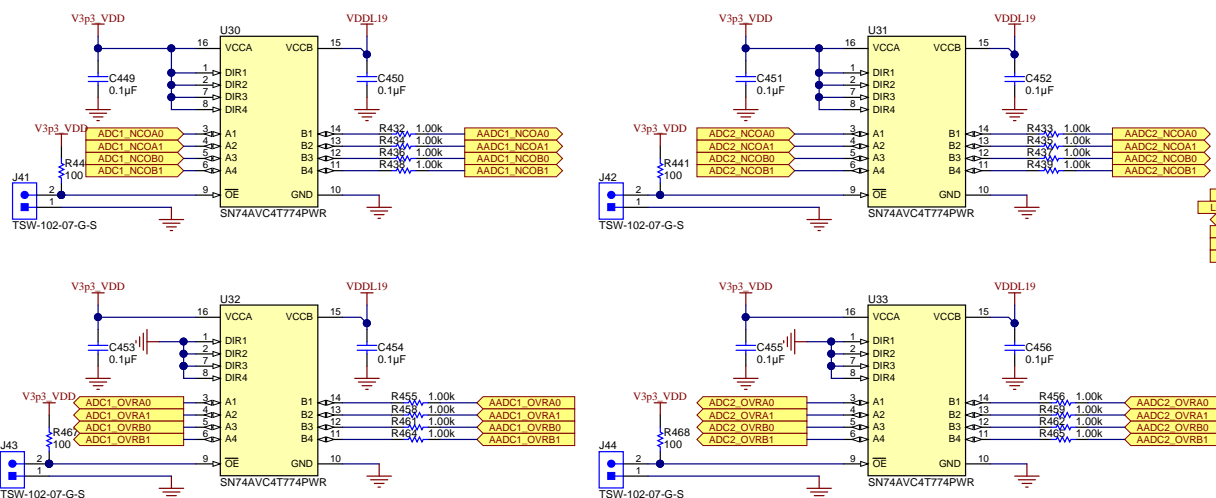 V3p3_VDD
U30
VDDL19
16
VCCA
VCCB
15
C449
0.1µF
1
DIR1
2
DIR2
7
DIR3
8
DIR4
C450
0.1µF
V3p3_VDD
ADC1_NCOA0
3
A1
B1
14
R432
1.00k
AADC1_NCOA0
ADC1_NCOA1
4
A2
B2
13
R434
1.00k
AADC1_NCOA1
ADC1_NCOB0
5
A3
B3
12
R436
1.00k
AADC1_NCOB0
ADC1_NCOB1
6
A4
B4
11
R438
1.00k
AADC1_NCOB1
R44
100
J41
2
1
9
OE
GND
10
TSW-102-07-G-S
SN74AVC4T774PWR
V3p3_VDD
U31
VDDL19
16
VCCA
VCCB
15
C451
0.1µF
1
DIR1
2
DIR2
7
DIR3
8
DIR4
C452
0.1µF
V3p3_VDD
ADC2_NCOA0
3
A1
B1
14
R433
1.00k
AADC2_NCOA0
ADC2_NCOA1
4
A2
B2
13
R435
1.00k
AADC2_NCOA1
ADC2_NCOB0
5
A3
B3
12
R437
1.00k
AADC2_NCOB0
ADC2_NCOB1
6
A4
B4
11
R439
1.00k
AADC2_NCOB1
R441
100
J42
2
1
9
OE
GND
10
TSW-102-07-G-S
SN74AVC4T774PWR
L
V3p3_VDD
U32
VDDL19
16
VCCA
VCCB
15
C453
0.1µF
1
DIR1
2
DIR2
7
DIR3
8
DIR4
C454
0.1µF
V3p3_VDD
ADC1_OVRA0
3
A1
B1
14
R455
1.00k
AADC1_OVRA0
ADC1_OVRA1
4
A2
B2
13
R458
1.00k
AADC1_OVRA1
ADC1_OVRB0
5
A3
B3
12
R461
1.00k
AADC1_OVRB0
ADC1_OVRB1
6
A4
B4
11
R464
1.00k
AADC1_OVRB1
R467
100
J43
2
1
9
OE
GND
10
TSW-102-07-G-S
SN74AVC4T774PWR
V3p3_VDD
U33
VDDL19
16
VCCA
VCCB
15
C455
0.1µF
1
DIR1
2
DIR2
7
DIR3
8
DIR4
C456
0.1µF
V3p3_VDD
ADC2_OVRA0
3
A1
B1
14
R456
1.00k
AADC2_OVRA0
ADC2_OVRA1
4
A2
B2
13
R459
1.00k
AADC2_OVRA1
ADC2_OVRB0
5
A3
B3
12
R462
1.00k
AADC2_OVRB0
ADC2_OVRB1
6
A4
B4
11
R465
1.00k
AADC2_OVRB1
R468
100
J44
2
1
9
OE
GND
10
TSW-102-07-G-S
SN74AVC4T774PWR